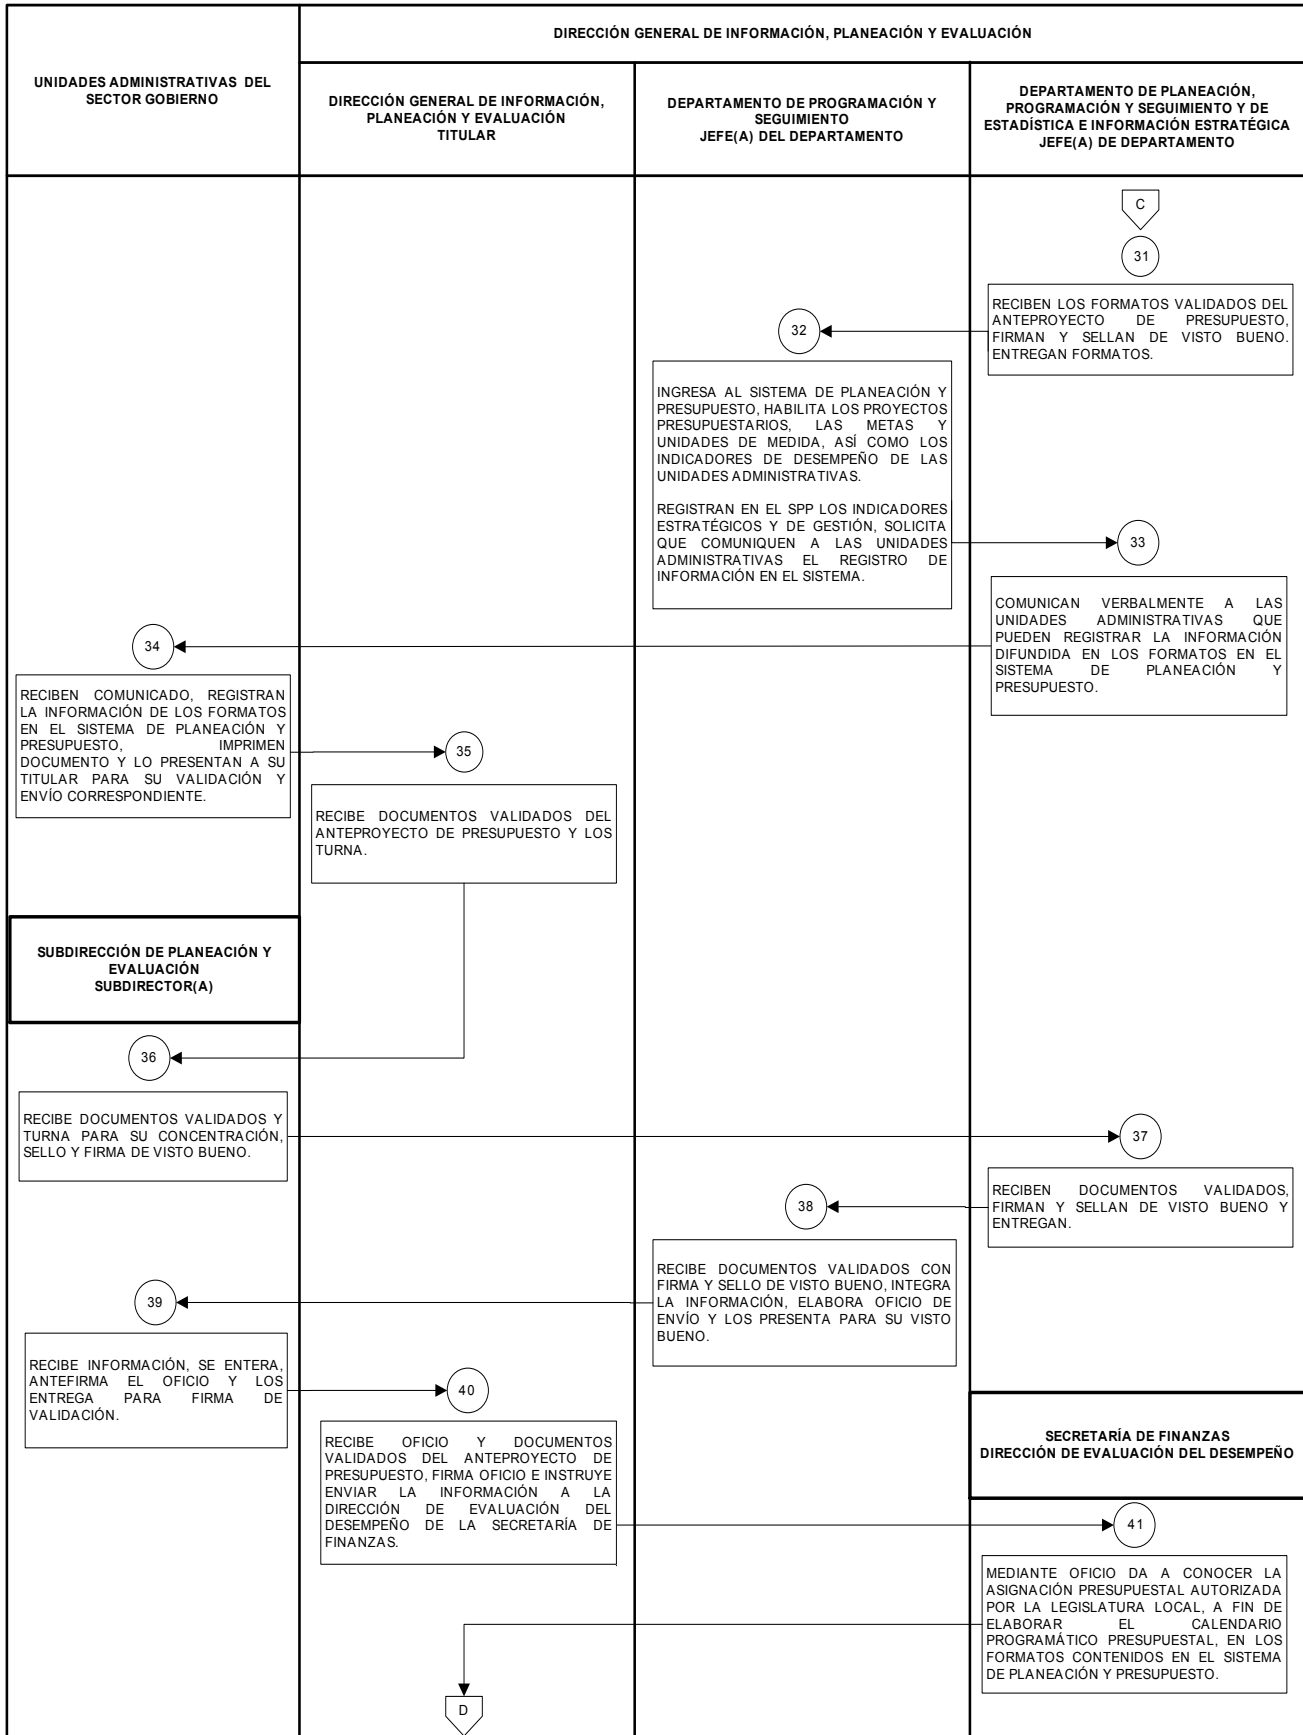 DIRECCIÓN GENERAL DE INFORMACIÓN, PLANEACIÓN Y EVALUACIÓN
UNIDADES ADMINISTRATIVAS DEL
SECTOR GOBIERNO
DIRECCIÓN GENERAL DE INFORMACIÓN,
PLANEACIÓN Y EVALUACIÓN
TITULAR
DEPARTAMENTO DE PROGRAMACIÓN Y
SEGUIMIENTO
JEFE(A) DEL DEPARTAMENTO
DEPARTAMENTO DE PLANEACIÓN,
PROGRAMACIÓN Y SEGUIMIENTO Y DE
ESTADÍSTICA E INFORMACIÓN ESTRATÉGICA
JEFE(A) DE DEPARTAMENTO
C
31
RECIBEN LOS FORMATOS VALIDADOS DEL
ANTEPROYECTO DE PRESUPUESTO,
FIRMAN Y SELLAN DE VISTO BUENO.
ENTREGAN FORMATOS.
32
INGRESA AL SISTEMA DE PLANEACIÓN Y
PRESUPUESTO, HABILITA LOS PROYECTOS
PRESUPUESTARIOS, LAS METAS Y
UNIDADES DE MEDIDA, ASÍ COMO LOS
INDICADORES DE DESEMPEÑO DE LAS
UNIDADES ADMINISTRATIVAS.
REGISTRAN EN EL SPP LOS INDICADORES
ESTRATÉGICOS Y DE GESTIÓN, SOLICITA
QUE COMUNIQUEN A LAS UNIDADES
ADMINISTRATIVAS EL REGISTRO DE
INFORMACIÓN EN EL SISTEMA.
33
COMUNICAN VERBALMENTE A LAS
UNIDADES ADMINISTRATIVAS QUE
PUEDEN REGISTRAR LA INFORMACIÓN
DIFUNDIDA EN LOS FORMATOS EN EL
SISTEMA DE PLANEACIÓN Y
PRESUPUESTO.
34
RECIBEN COMUNICADO, REGISTRAN
LA INFORMACIÓN DE LOS FORMATOS
EN EL SISTEMA DE PLANEACIÓN Y
PRESUPUESTO, IMPRIMEN
DOCUMENTO Y LO PRESENTAN A SU
TITULAR PARA SU VALIDACIÓN Y
ENVÍO CORRESPONDIENTE.
35
RECIBE DOCUMENTOS VALIDADOS DEL
ANTEPROYECTO DE PRESUPUESTO Y LOS
TURNA.
SUBDIRECCIÓN DE PLANEACIÓN Y
EVALUACIÓN
SUBDIRECTOR(A)
36
RECIBE DOCUMENTOS VALIDADOS Y
TURNA PARA SU CONCENTRACIÓN,
SELLO Y FIRMA DE VISTO BUENO.
37
RECIBEN DOCUMENTOS VALIDADOS,
FIRMAN Y SELLAN DE VISTO BUENO Y
ENTREGAN.
38
RECIBE DOCUMENTOS VALIDADOS CON
FIRMA Y SELLO DE VISTO BUENO, INTEGRA
LA INFORMACIÓN, ELABORA OFICIO DE
ENVÍO Y LOS PRESENTA PARA SU VISTO
BUENO.
39
RECIBE INFORMACIÓN, SE ENTERA,
ANTEFIRMA EL OFICIO Y LOS
ENTREGA PARA FIRMA DE
VALIDACIÓN.
40
RECIBE OFICIO Y DOCUMENTOS
VALIDADOS DEL ANTEPROYECTO DE
PRESUPUESTO, FIRMA OFICIO E INSTRUYE
ENVIAR LA INFORMACIÓN A LA
DIRECCIÓN DE EVALUACIÓN DEL
DESEMPEÑO DE LA SECRETARÍA DE
FINANZAS.
SECRETARÍA DE FINANZAS
DIRECCIÓN DE EVALUACIÓN DEL DESEMPEÑO
41
MEDIANTE OFICIO DA A CONOCER LA
ASIGNACIÓN PRESUPUESTAL AUTORIZADA
POR LA LEGISLATURA LOCAL, A FIN DE
ELABORAR EL CALENDARIO
PROGRAMÁTICO PRESUPUESTAL, EN LOS
FORMATOS CONTENIDOS EN EL SISTEMA
DE PLANEACIÓN Y PRESUPUESTO.
D